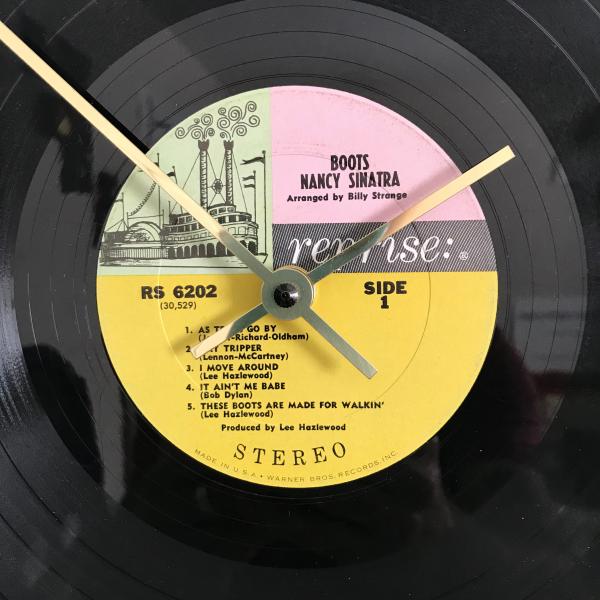 BOOTS
NANCY SINATRA
Arranged by Billy Strange
reprise: ®
RS 6202
(30,529)
SIDE
1
1. AS GO BY
-Richard-Oldham)
2. TRIPPER
(Lennon-McCartney)
3. I MOVE AROUND
(Lee Hazlewood)
4. IT AIN'T ME BABE
(Bob Dylan)
5. THESE BOOTS ARE MADE FOR WALKIN'
(Lee Hazlewood)
Produced by Lee Hazlewood
STEREO
MADE IN U.S.A. • WARNER BROS. RECORDS, INC.